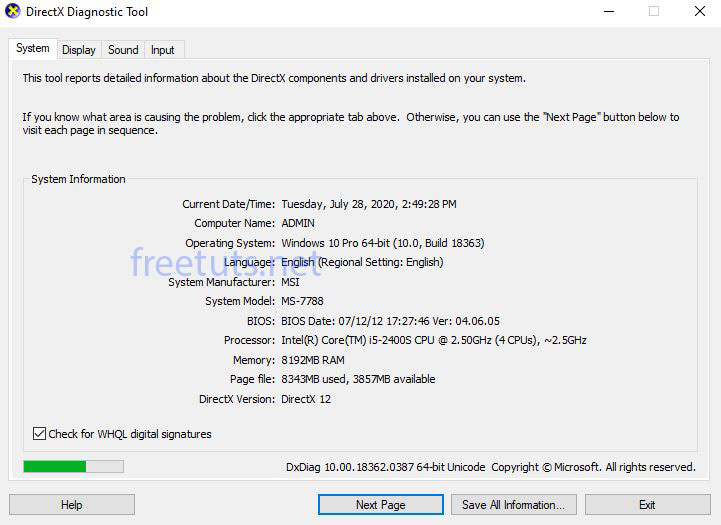 DirectX Diagnostic Tool
System Display Sound Input
This tool reports detailed information about the DirectX components and drivers installed on your system.
If you know what area is causing the problem, click the appropriate tab above.  Otherwise, you can use the "Next Page" button below to
visit each page in sequence.
System Information
Current Date/Time: Tuesday, July 28, 2020, 2:49:28 PM
Computer Name: ADMIN
Operating System: Windows 10 Pro 64-bit (10.0, Build 18363)
freetuts.net
Language: English (Regional Setting: English)
System Manufacturer: MSI
System Model: MS-7788
BIOS: BIOS Date: 07/12/12 17:27:46 Ver: 04.06.05
Processor: Intel(R) Core(TM) i5-2400S CPU @ 2.50GHz (4 CPUs), ~2.5GHz
Memory: 8192MB RAM
Page file: 8343MB used, 3857MB available
DirectX Version: DirectX 12
Check for WHQL digital signatures
DxDiag 10.00.18362.0387 64-bit Unicode  Copyright © Microsoft. All rights reserved.
Help Next Page Save All Information... Exit